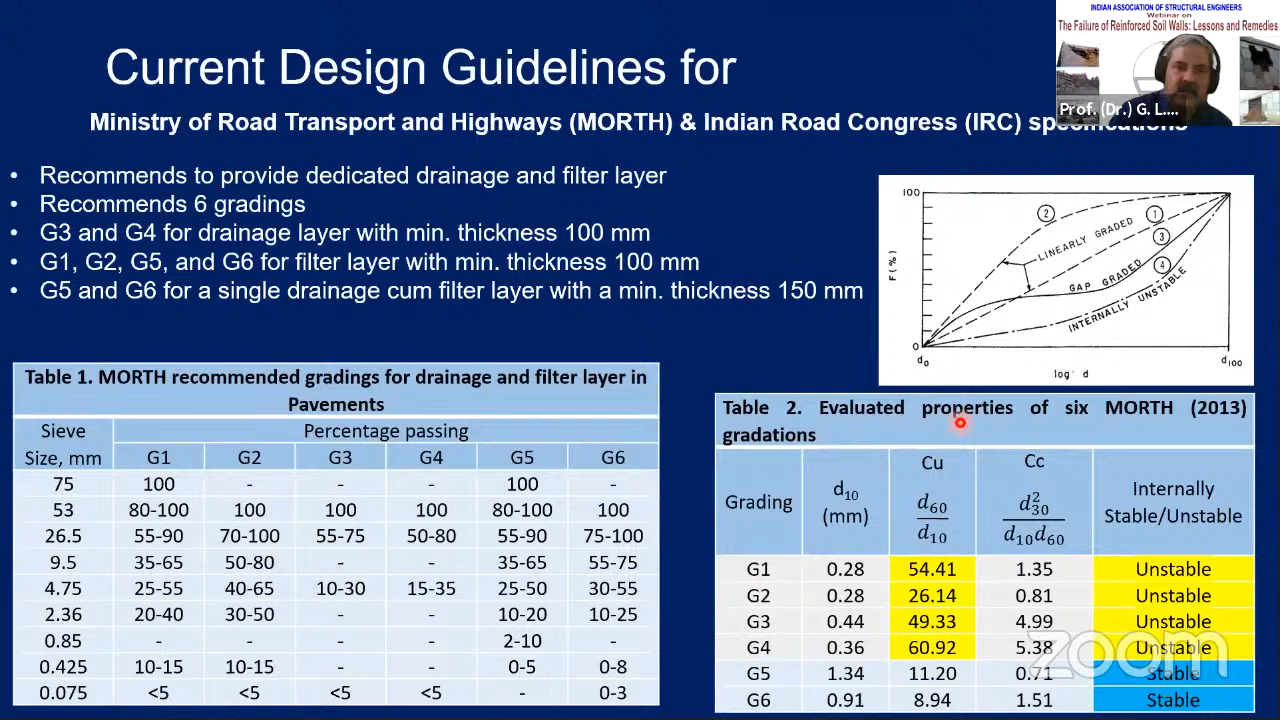 INDIAN ASSOCIATION OF STRUCTURAL ENGINEERS
Webinar on
The Failure of Reinforced Soil Walls: Lessons and Remedies
Prof. (Dr.) G. L....
Current Design Guidelines for
Ministry of Road Transport and Highways (MORTH) & Indian Road Congress (IRC) specifications
• Recommends to provide dedicated drainage and filter layer
• Recommends 6 gradings
• G3 and G4 for drainage layer with min. thickness 100 mm
• G1, G2, G5, and G6 for filter layer with min. thickness 100 mm
• G5 and G6 for a single drainage cum filter layer with a min. thickness 150 mm
100
F (%)
0
d0
d100
log d
2
1
3
4
LINEARLY GRADED
GAP GRADED
INTERNALLY UNSTABLE
Table 1. MORTH recommended gradings for drainage and filter layer in
Pavements
Sieve Size, mm Percentage passing
G1 G2 G3 G4 G5 G6
75 100 - - - 100 -
53 80-100 100 100 100 80-100 100
26.5 55-90 70-100 55-75 50-80 55-90 75-100
9.5 35-65 50-80 - - 35-65 55-75
4.75 25-55 40-65 10-30 15-35 25-50 30-55
2.36 20-40 30-50 - - 10-20 10-25
0.85 - - - - 2-10
0.425 10-15 10-15 - - 0-5 0-8
0.075 <5 <5 <5 <5 - 0-3
Table 2. Evaluated properties of six MORTH (2013)
gradations
Grading d10 (mm) Cu d60/d10 Cc d30²/d10d60 Internally Stable/Unstable
G1 0.28 54.41 1.35 Unstable
G2 0.28 26.14 0.81 Unstable
G3 0.44 49.33 4.99 Unstable
G4 0.36 60.92 5.38 Unstable
G5 1.34 11.20 0.71 Stable
G6 0.91 8.94 1.51 Stable
zoom